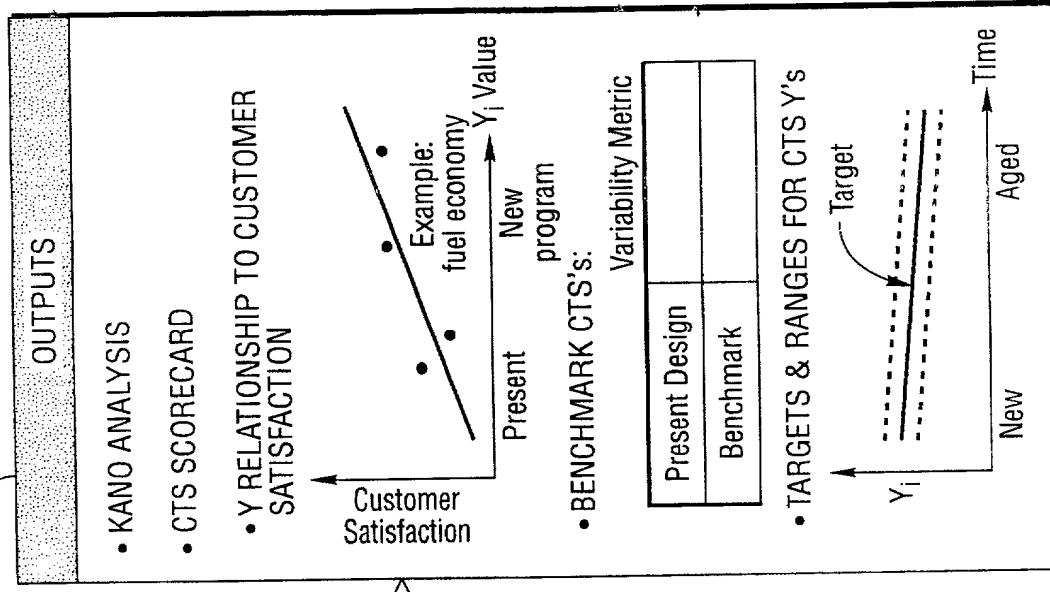 OUTPUTS
• KANO ANALYSIS
• CTS SCORECARD
• Y RELATIONSHIP TO CUSTOMER
SATISFACTION
Customer
Satisfaction
Example:
fuel economy
Present
New
program
Yi Value
• BENCHMARK CTS's:
Variability Metric
Present Design
Benchmark
• TARGETS & RANGES FOR CTS Y's
Yi
Target
New
Aged
Time